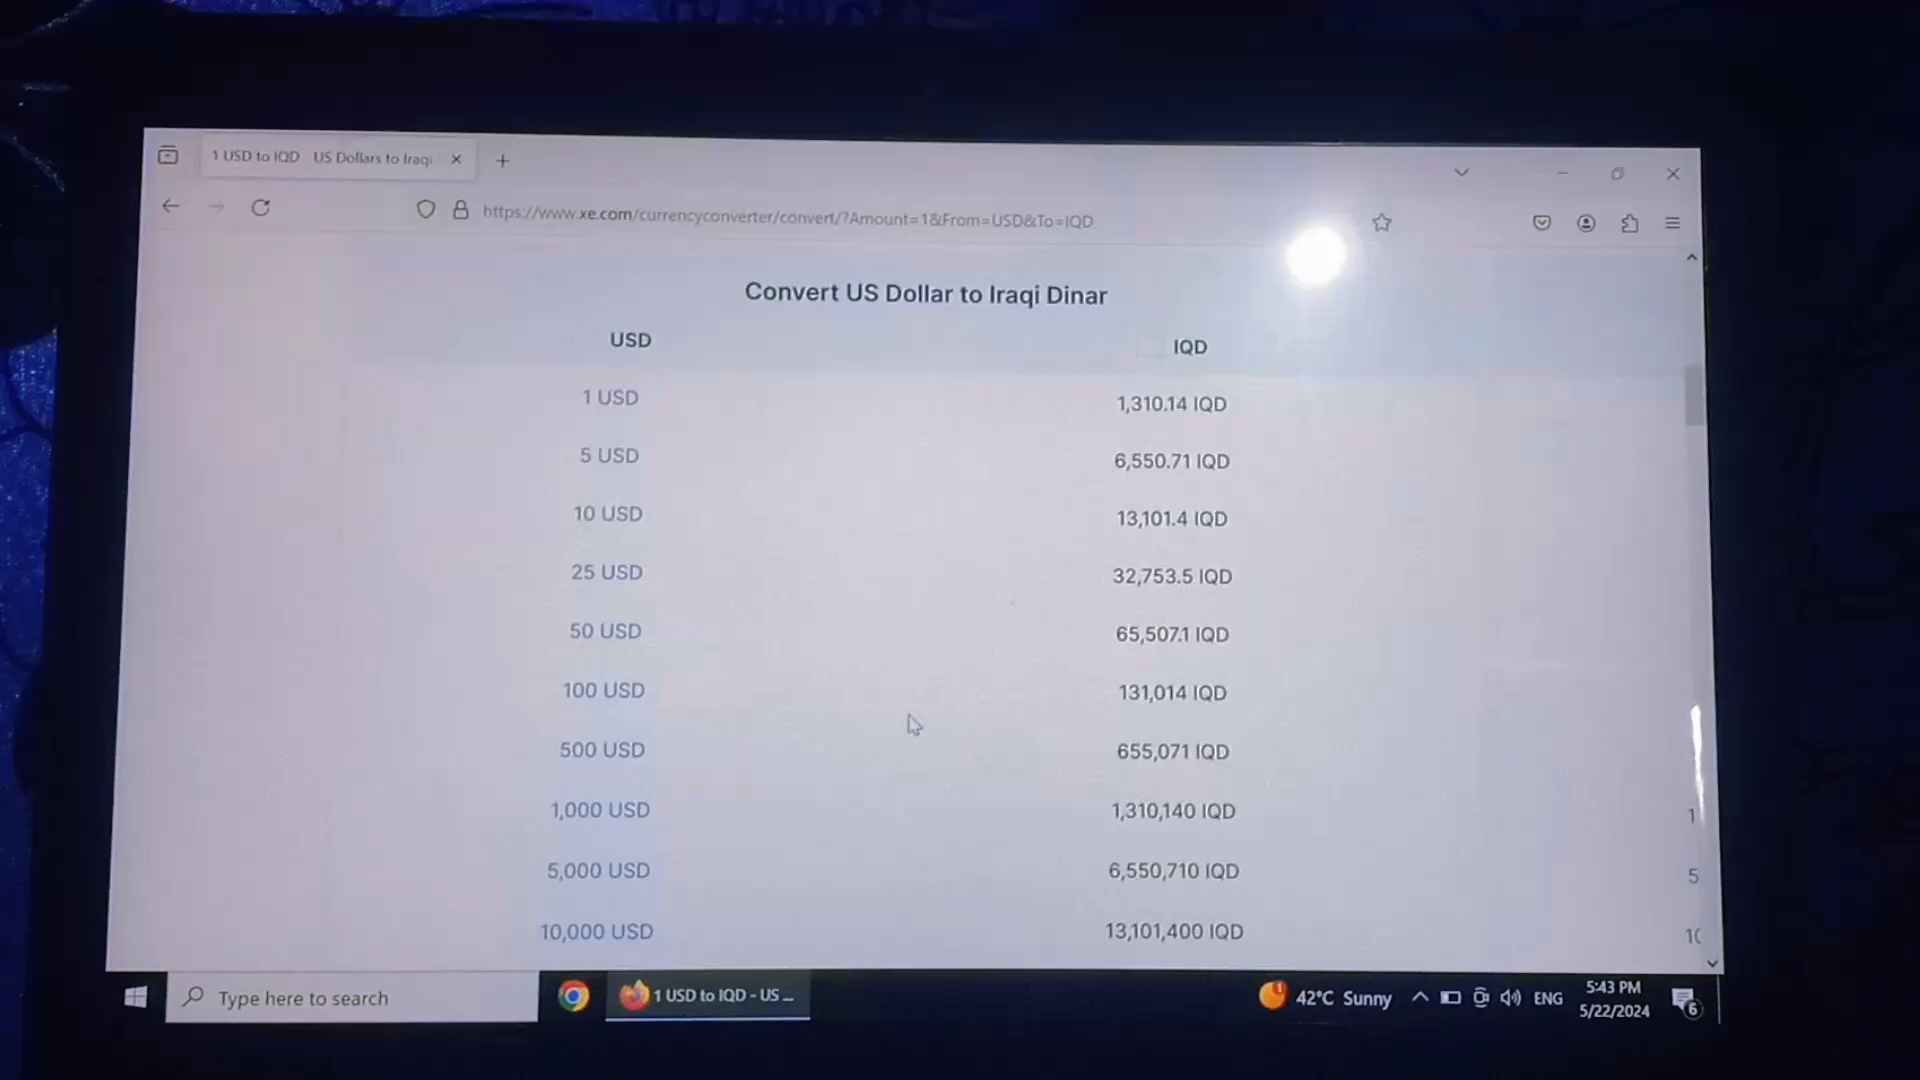 1 USD to IQD US Dollars to Iraqi
https://www.xe.com/currencyconverter/convert/?Amount=1&From=USD&To=IQD
Convert US Dollar to Iraqi Dinar
USD IQD
1 USD 1,310.14 IQD
5 USD 6,550.71 IQD
10 USD 13,101.4 IQD
25 USD 32,753.5 IQD
50 USD 65,507.1 IQD
100 USD 131,014 IQD
500 USD 655,071 IQD
1,000 USD 1,310,140 IQD
1
5,000 USD 6,550,710 IQD
5
10,000 USD 13,101,400 IQD
10
Type here to search
1 USD to IQD - US ...
42°C Sunny
ENG
5:43 PM
5/22/2024
6